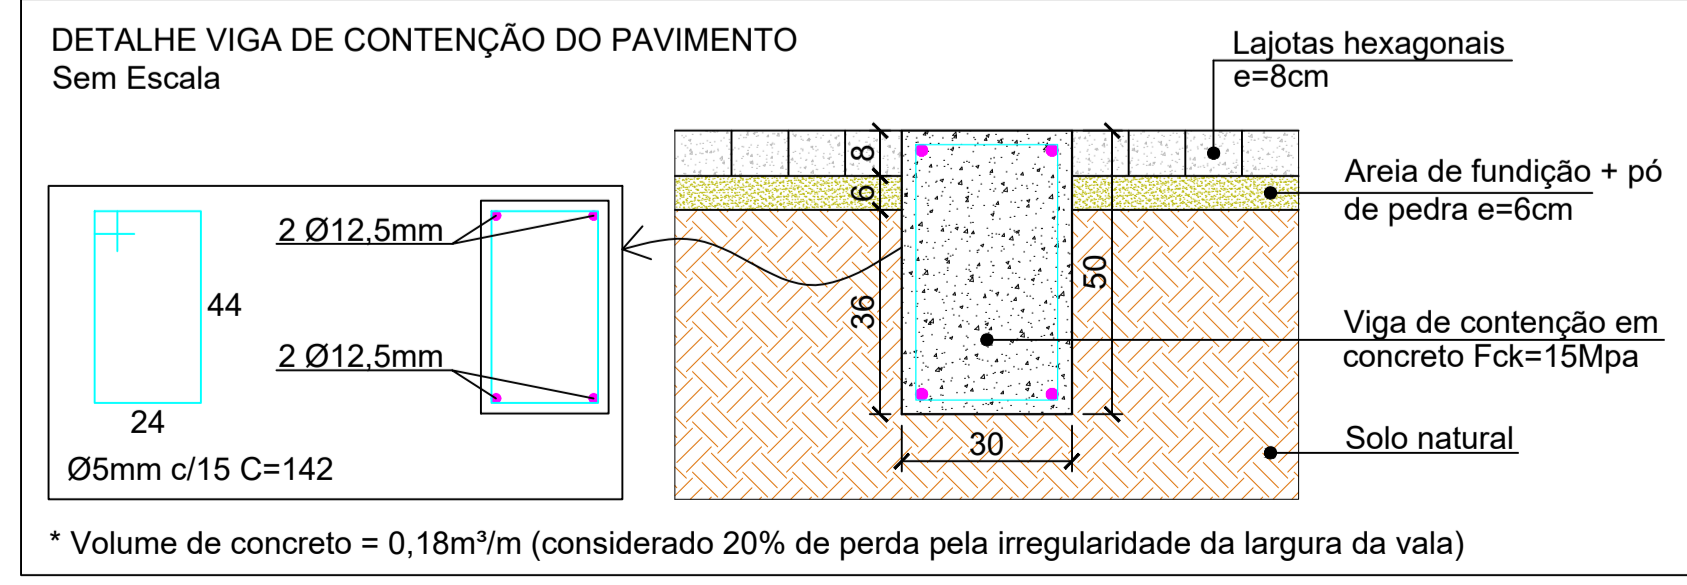 DETALHE VIGA DE CONTENÇÃO DO PAVIMENTO
Sem Escala
Lajotas hexagonais
e=8cm
Areia de fundição + pó
de pedra e=6cm
Viga de contenção em
concreto Fck=15Mpa
Solo natural
8
6
36
50
30
2 Ø12,5mm
2 Ø12,5mm
44
24
Ø5mm c/15 C=142
* Volume de concreto = 0,18m³/m (considerado 20% de perda pela irregularidade da largura da vala)